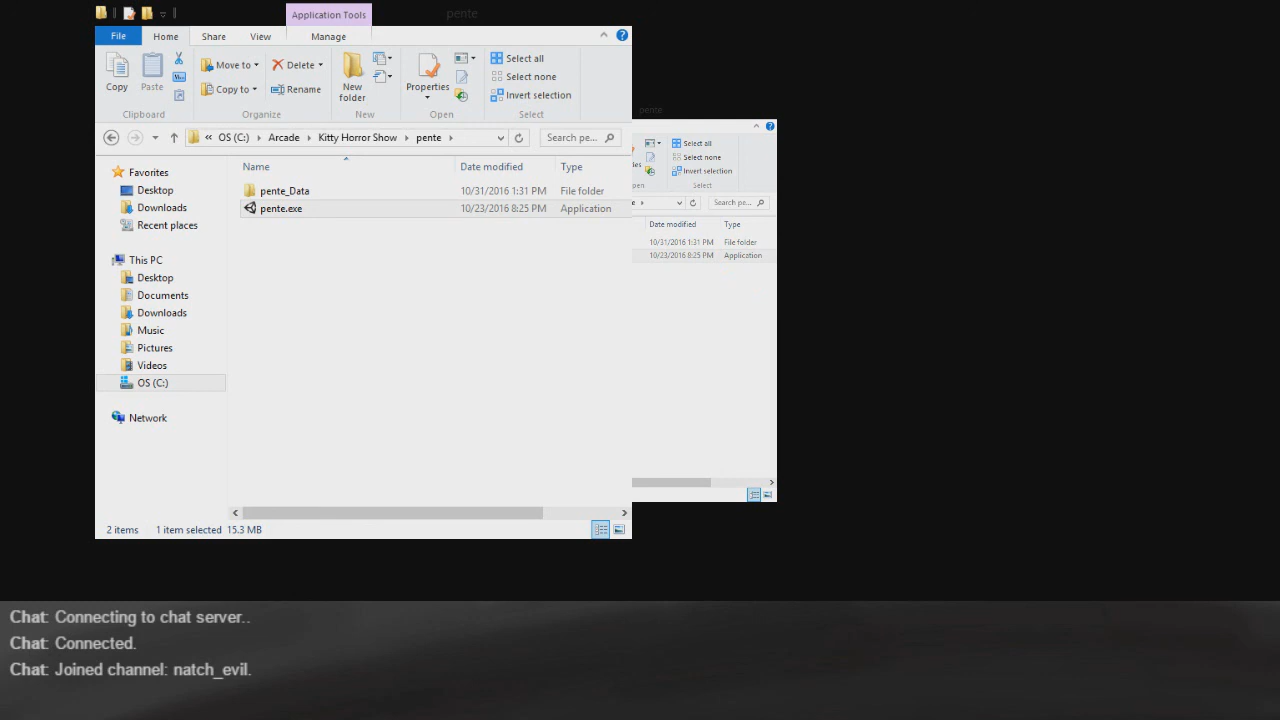 Application Tools
pente
File Home Share View Manage
Copy
Paste
Clipboard
Move to
Copy to
Delete
Rename
Organize
New folder
New
Properties
Open
Select all
Select none
Invert selection
Select
« OS (C:) Arcade Kitty Horror Show pente
Search pe...
Favorites
Desktop
Downloads
Recent places
This PC
Desktop
Documents
Downloads
Music
Pictures
Videos
OS (C:)
Network
Name Date modified Type
pente_Data 10/31/2016 1:31 PM File folder
pente.exe 10/23/2016 8:25 PM Application
2 items 1 item selected 15.3 MB
pente
Select all
Select none
Invert selection
Select
Search pe...
Date modified Type
10/31/2016 1:31 PM File folder
10/23/2016 8:25 PM Application
Chat: Connecting to chat server..
Chat: Connected.
Chat: Joined channel: natch_evil.